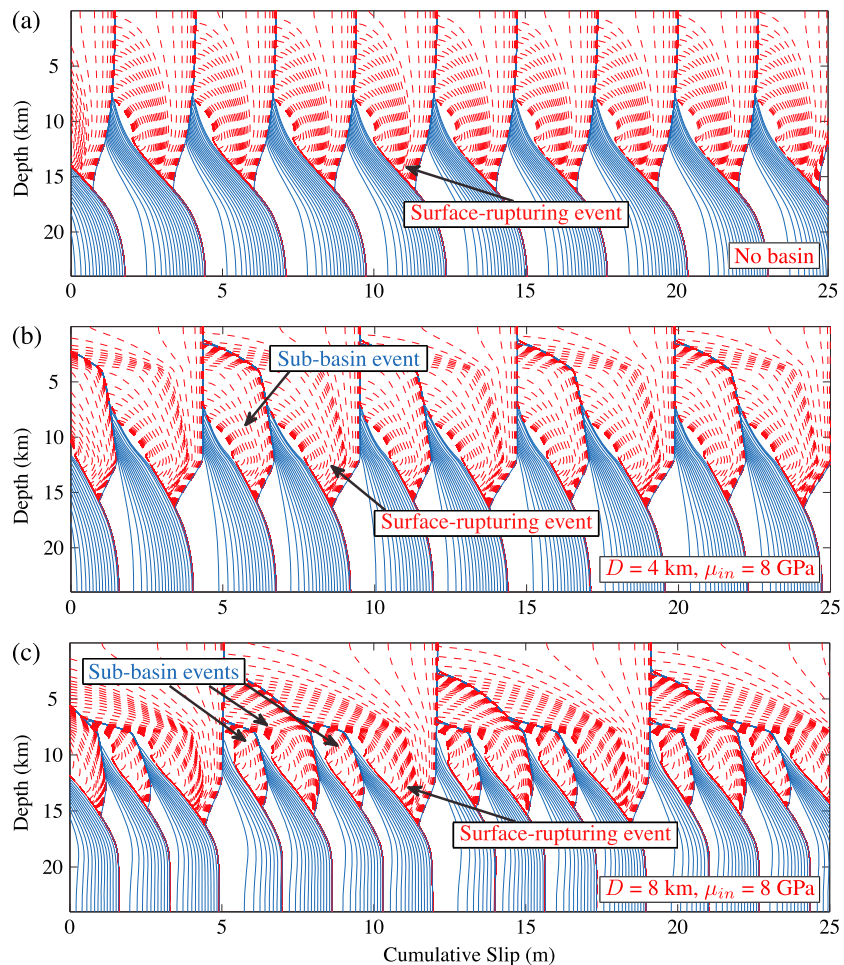 (a)
Depth (km)
5
10
15
20
Surface-rupturing event
No basin
0 5 10 15 20 25
(b)
Depth (km)
5
10
15
20
Sub-basin event
Surface-rupturing event
D = 4 km, μin = 8 GPa
0 5 10 15 20 25
(c)
Depth (km)
5
10
15
20
Sub-basin events
Surface-rupturing event
D = 8 km, μin = 8 GPa
0 5 10 15 20 25
Cumulative Slip (m)